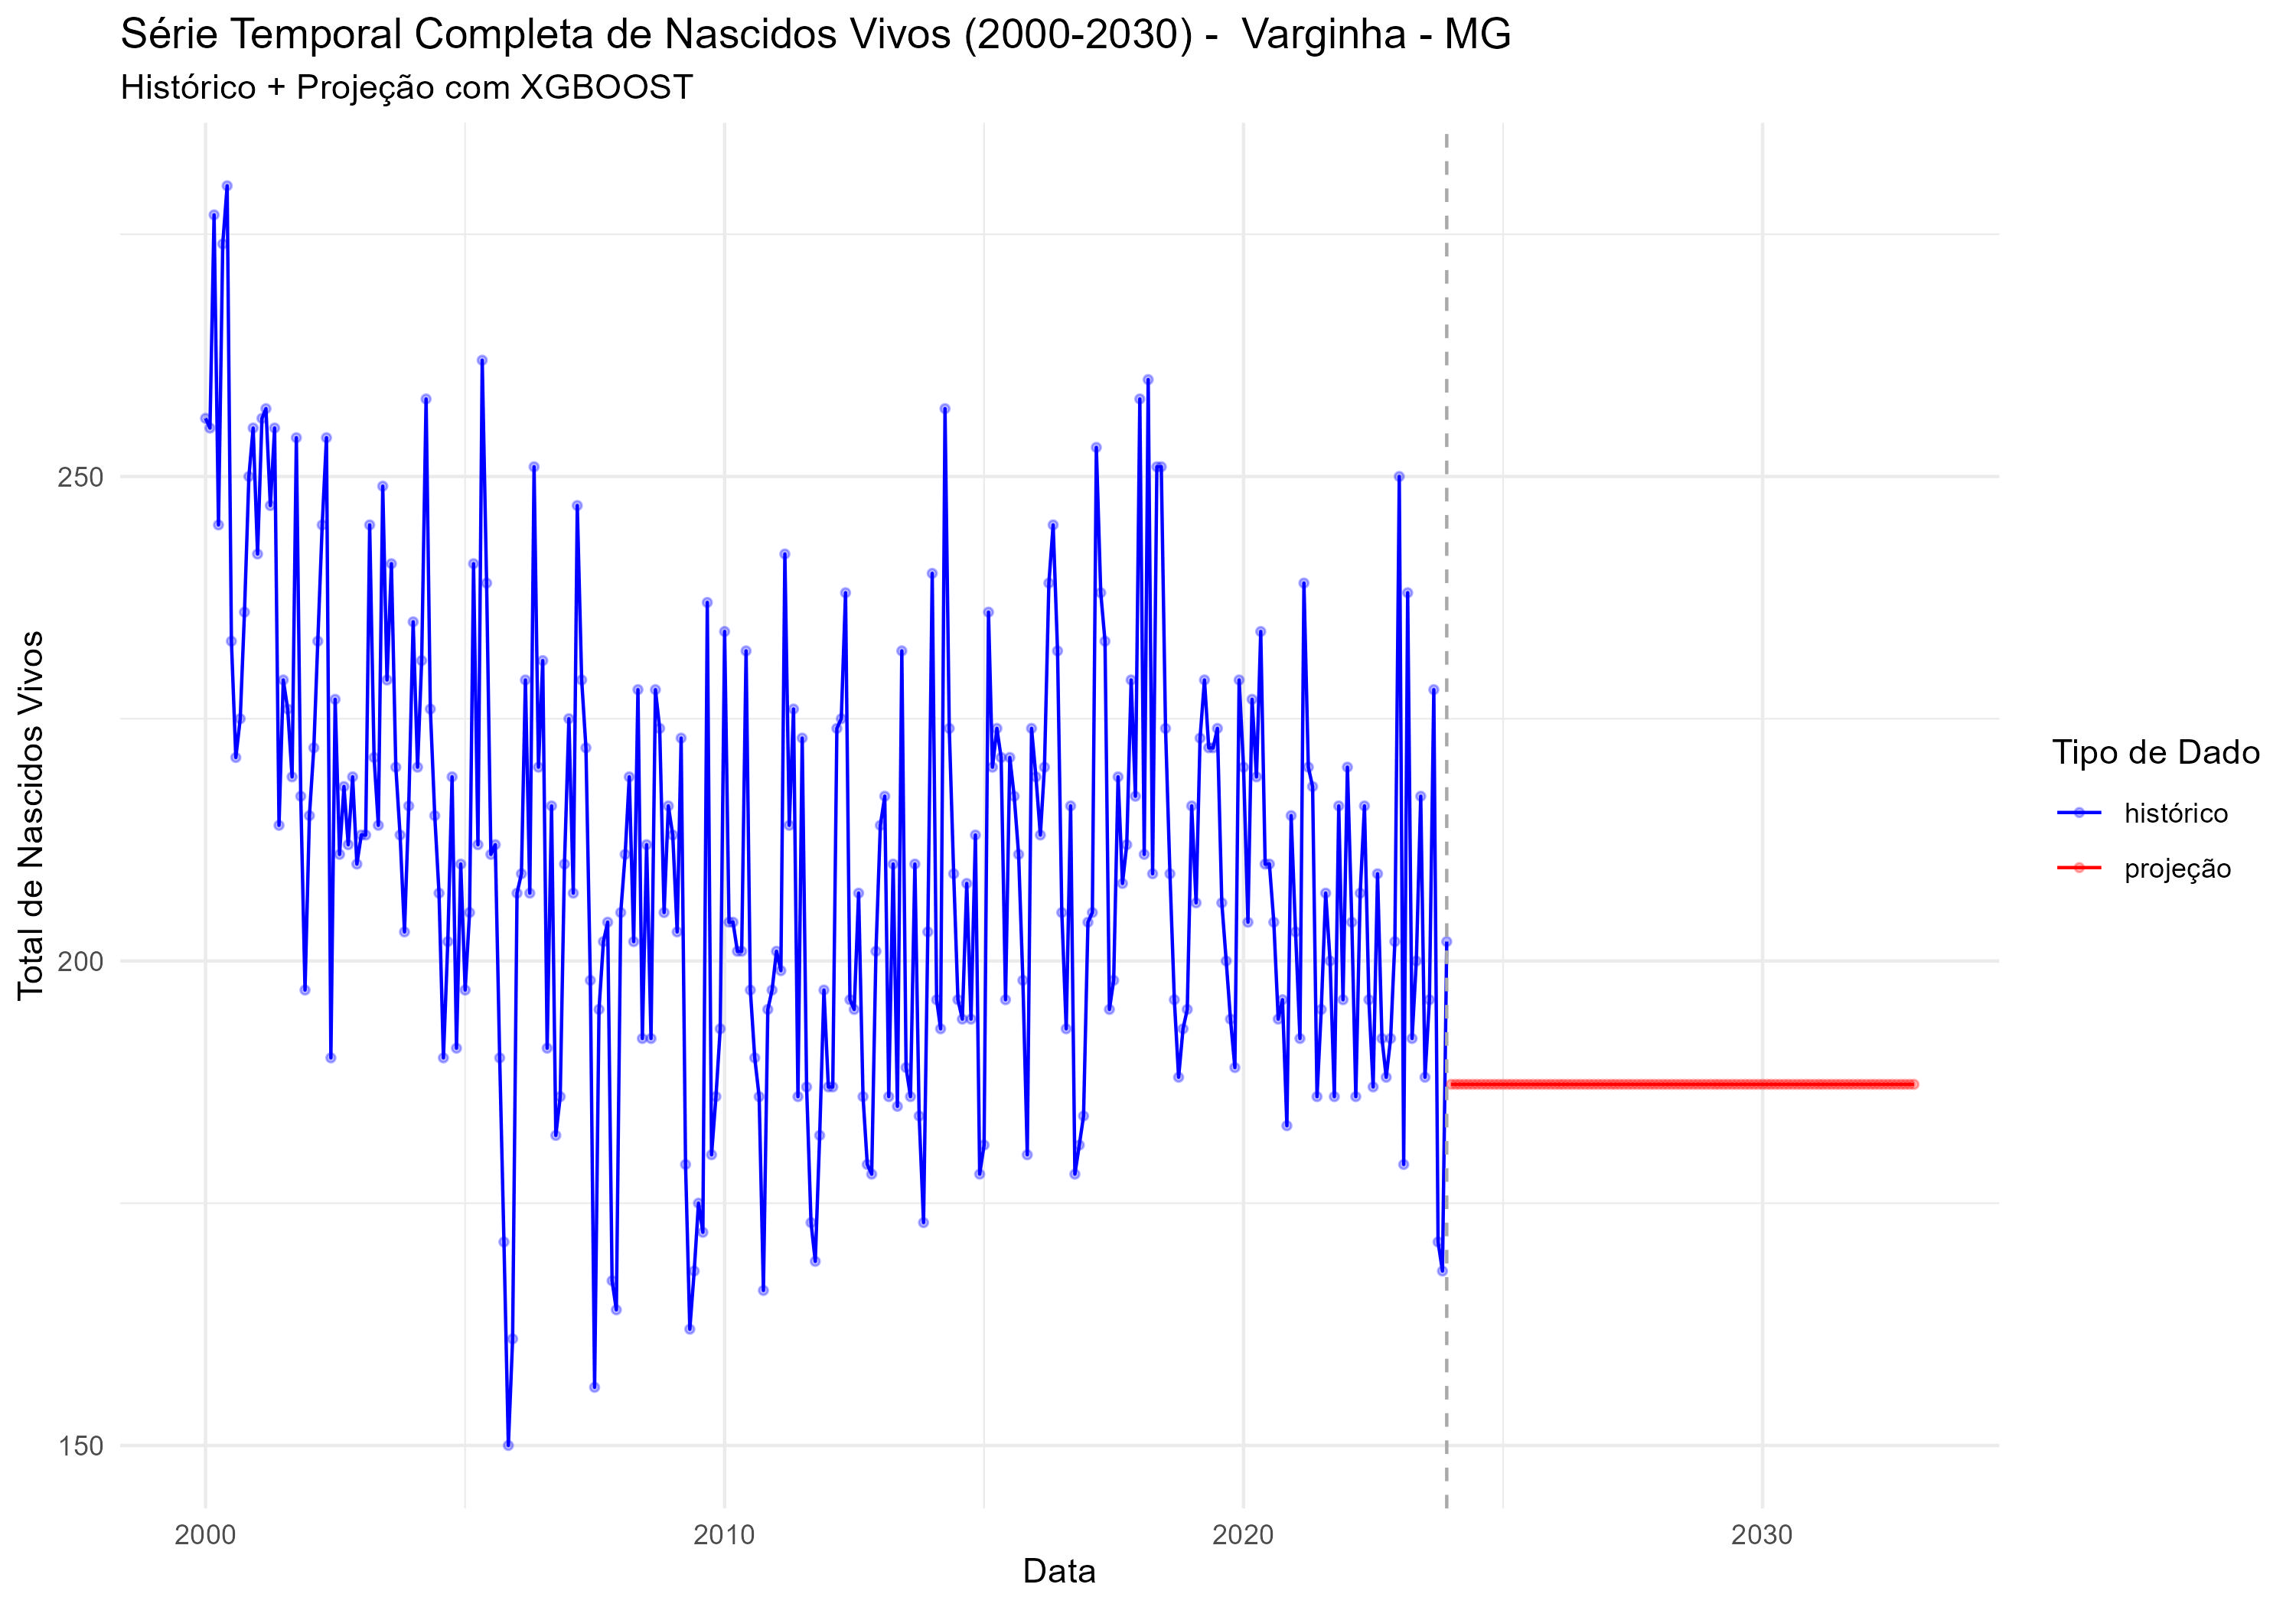 Série Temporal Completa de Nascidos Vivos (2000-2030) -  Varginha - MG
Histórico + Projeção com XGBOOST
Total de Nascidos Vivos
250
200
150
2000
2010
2020
2030
Data
Tipo de Dado
histórico
projeção